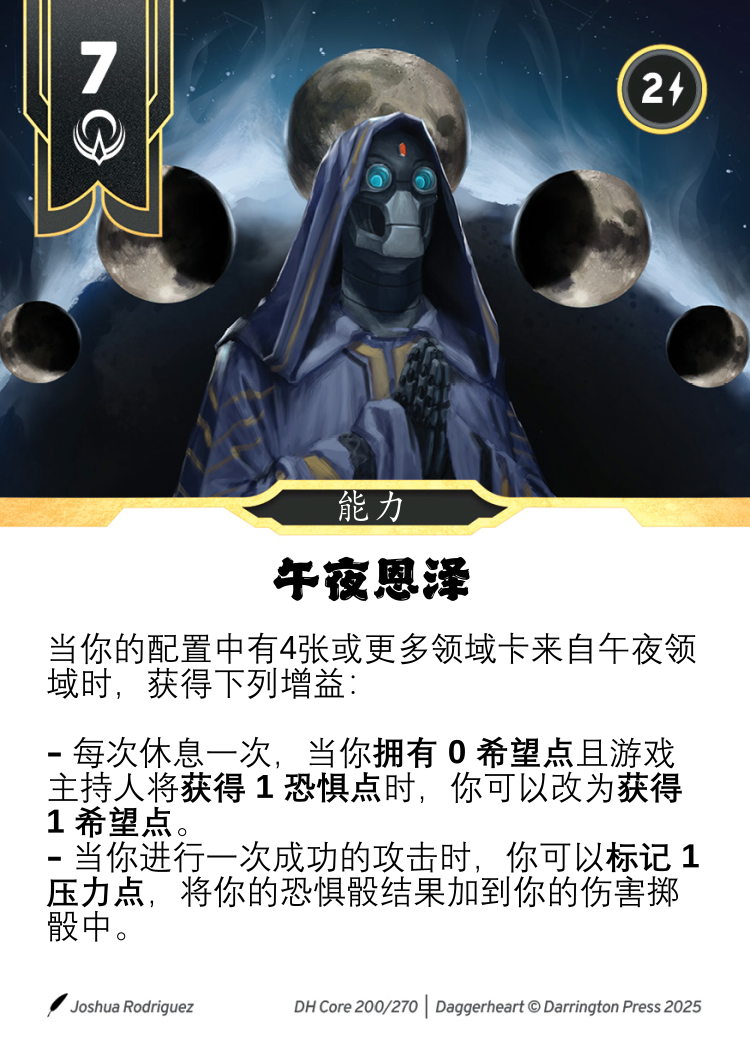 7
2
能力
午夜恩泽
当你的配置中有4张或更多领域卡来自午夜领
域时，获得下列增益：
– 每次休息一次，当你拥有 0 希望点且游戏
主持人将获得 1 恐惧点时，你可以改为获得
1 希望点。
– 当你进行一次成功的攻击时，你可以标记 1
压力点，将你的恐惧骰结果加到你的伤害掷
骰中。
Joshua Rodriguez DH Core 200/270 | Daggerheart © Darrington Press 2025